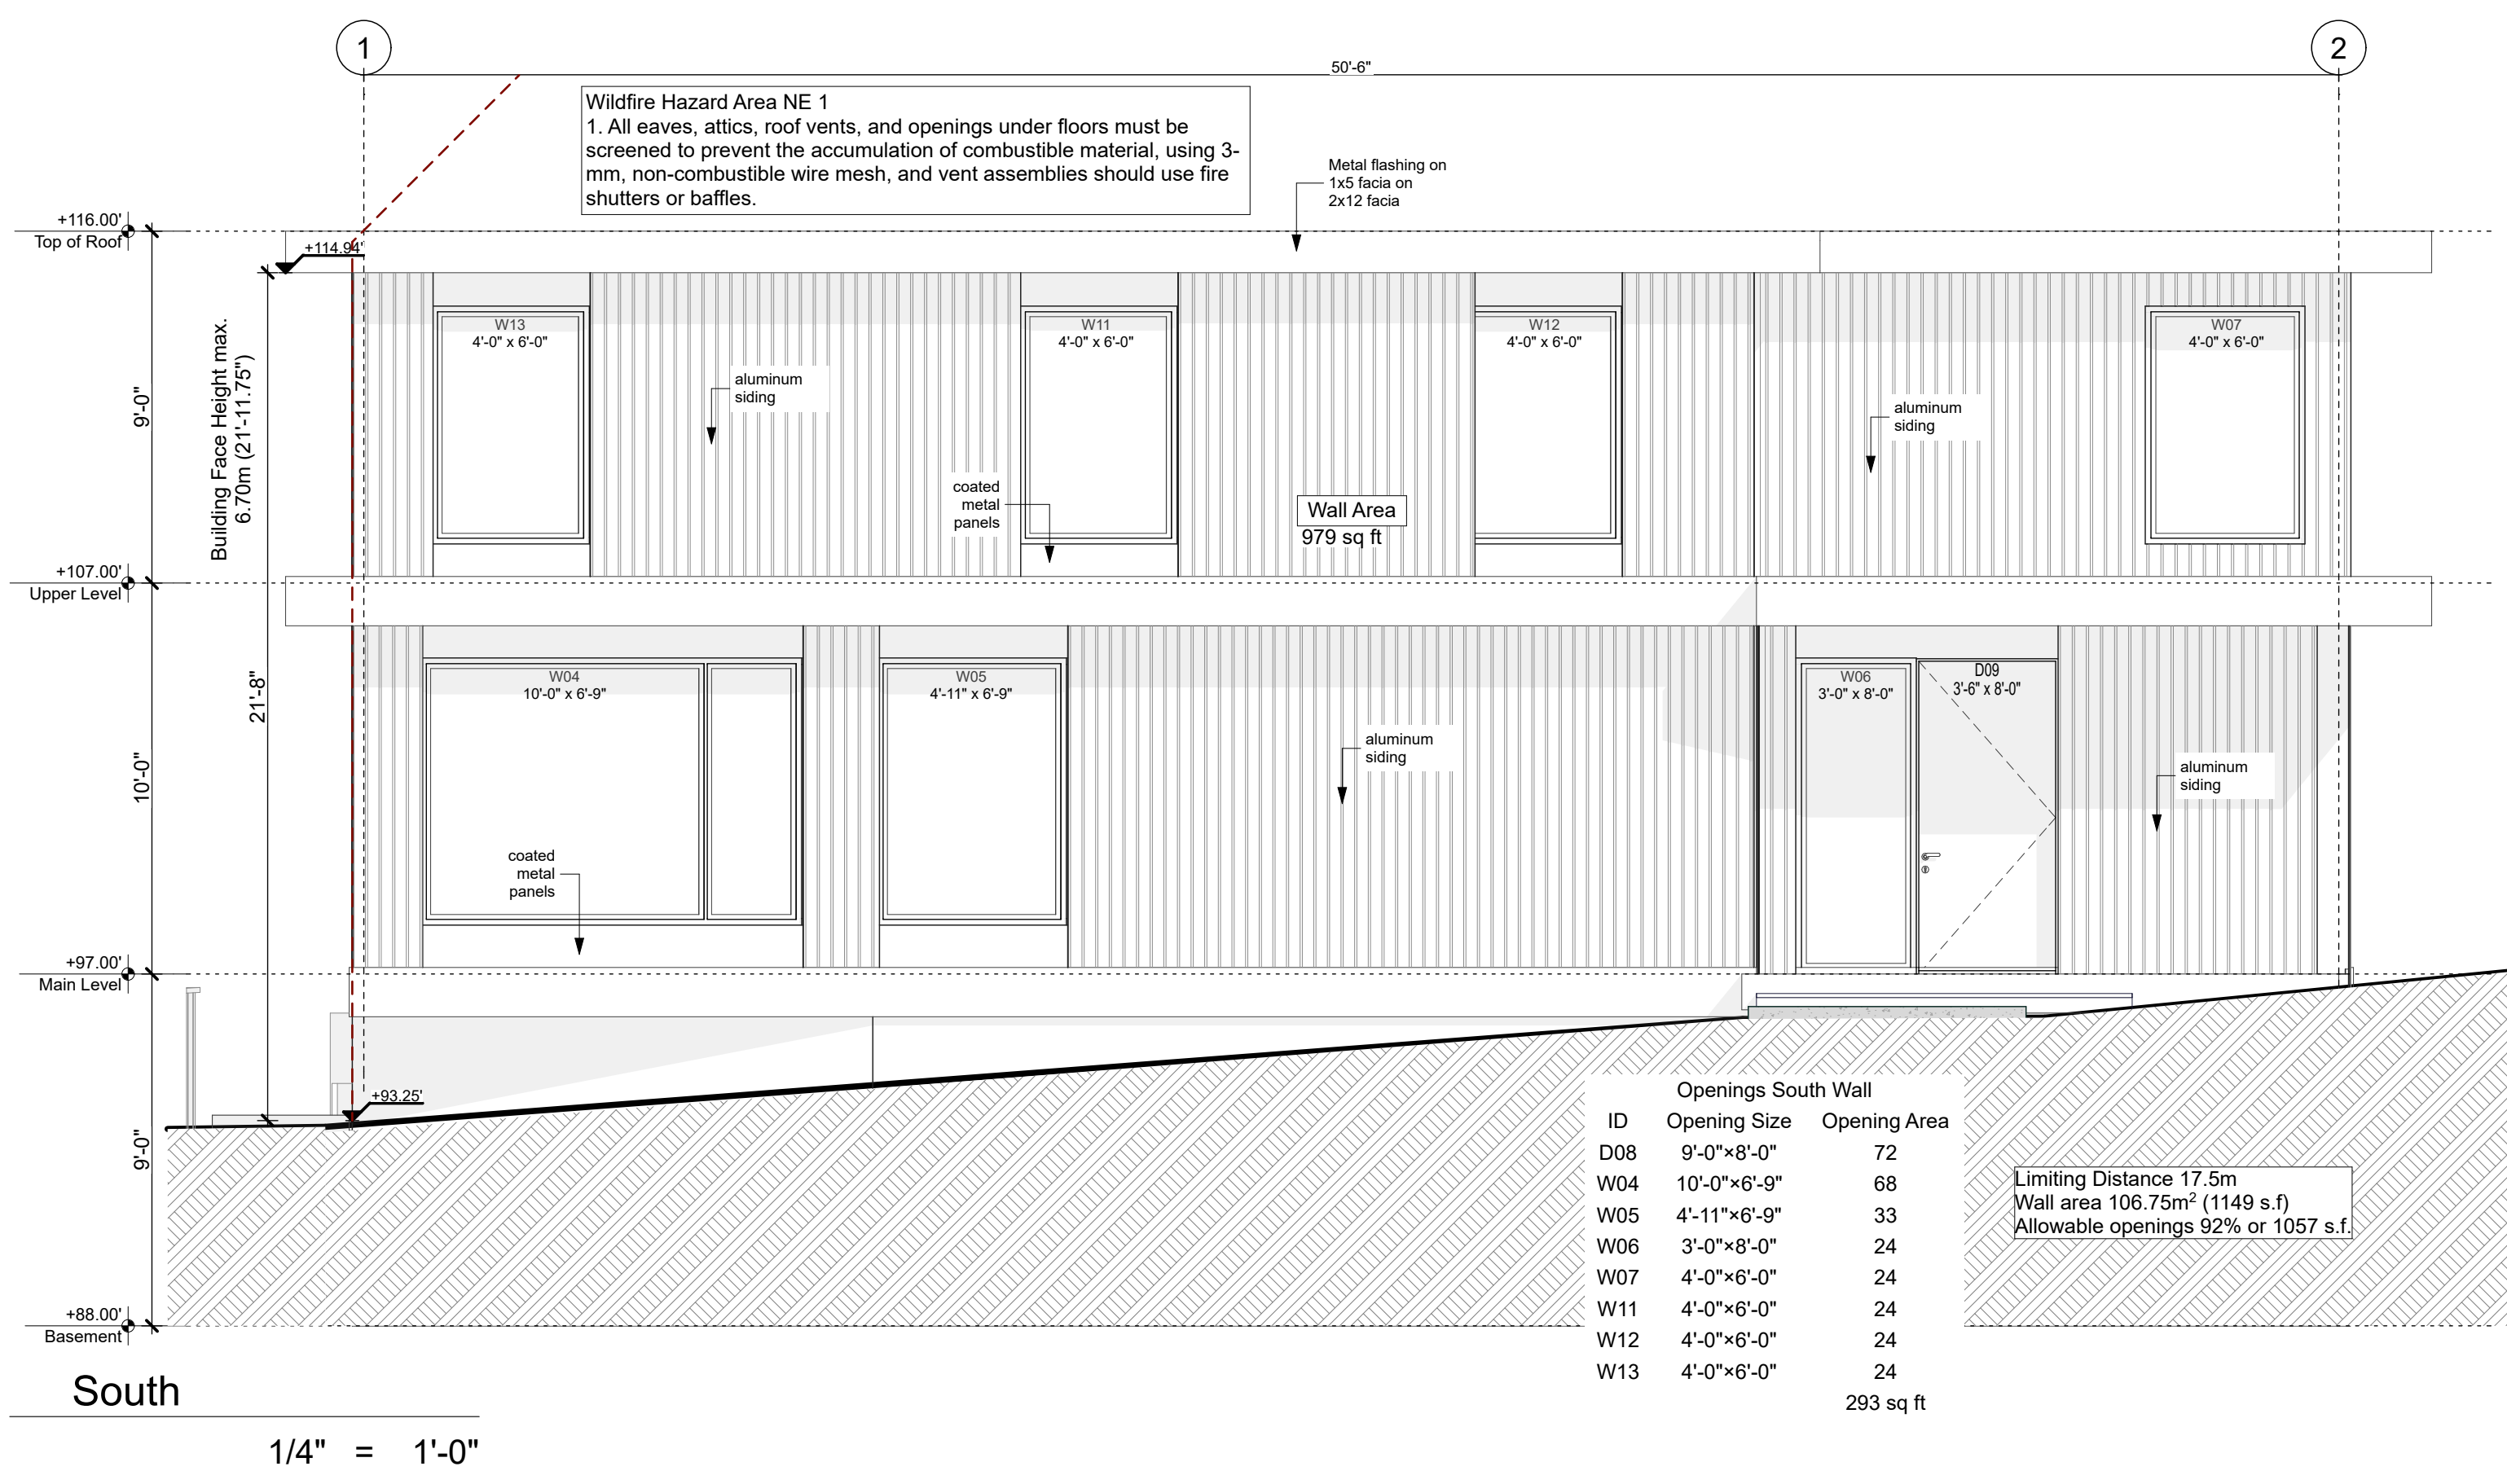 1
2
50'-6"
Wildfire Hazard Area NE 1
1. All eaves, attics, roof vents, and openings under floors must be
screened to prevent the accumulation of combustible material, using 3-
mm, non-combustible wire mesh, and vent assemblies should use fire
shutters or baffles.
Metal flashing on
1x5 facia on
2x12 facia
+116.00'
Top of Roof
+114.94'
W13
4'-0" x 6'-0"
W11
4'-0" x 6'-0"
W12
4'-0" x 6'-0"
W07
4'-0" x 6'-0"
Building Face Height max.
6.70m (21'-11.75")
9'-0"
aluminum
siding
aluminum
siding
coated
metal
panels
Wall Area
979 sq ft
+107.00'
Upper Level
W04
10'-0" x 6'-9"
W05
4'-11" x 6'-9"
W06
3'-0" x 8'-0"
D09
3'-6" x 8'-0"
21'-8"
10'-0"
aluminum
siding
aluminum
siding
coated
metal
panels
+97.00'
Main Level
+93.25'
9'-0"
Openings South Wall
ID Opening Size Opening Area
D08 9'-0"×8'-0" 72
W04 10'-0"×6'-9" 68
W05 4'-11"×6'-9" 33
W06 3'-0"×8'-0" 24
W07 4'-0"×6'-0" 24
W11 4'-0"×6'-0" 24
W12 4'-0"×6'-0" 24
W13 4'-0"×6'-0" 24
293 sq ft
Limiting Distance 17.5m
Wall area 106.75m² (1149 s.f)
Allowable openings 92% or 1057 s.f.
+88.00'
Basement
South
1/4" = 1'-0"